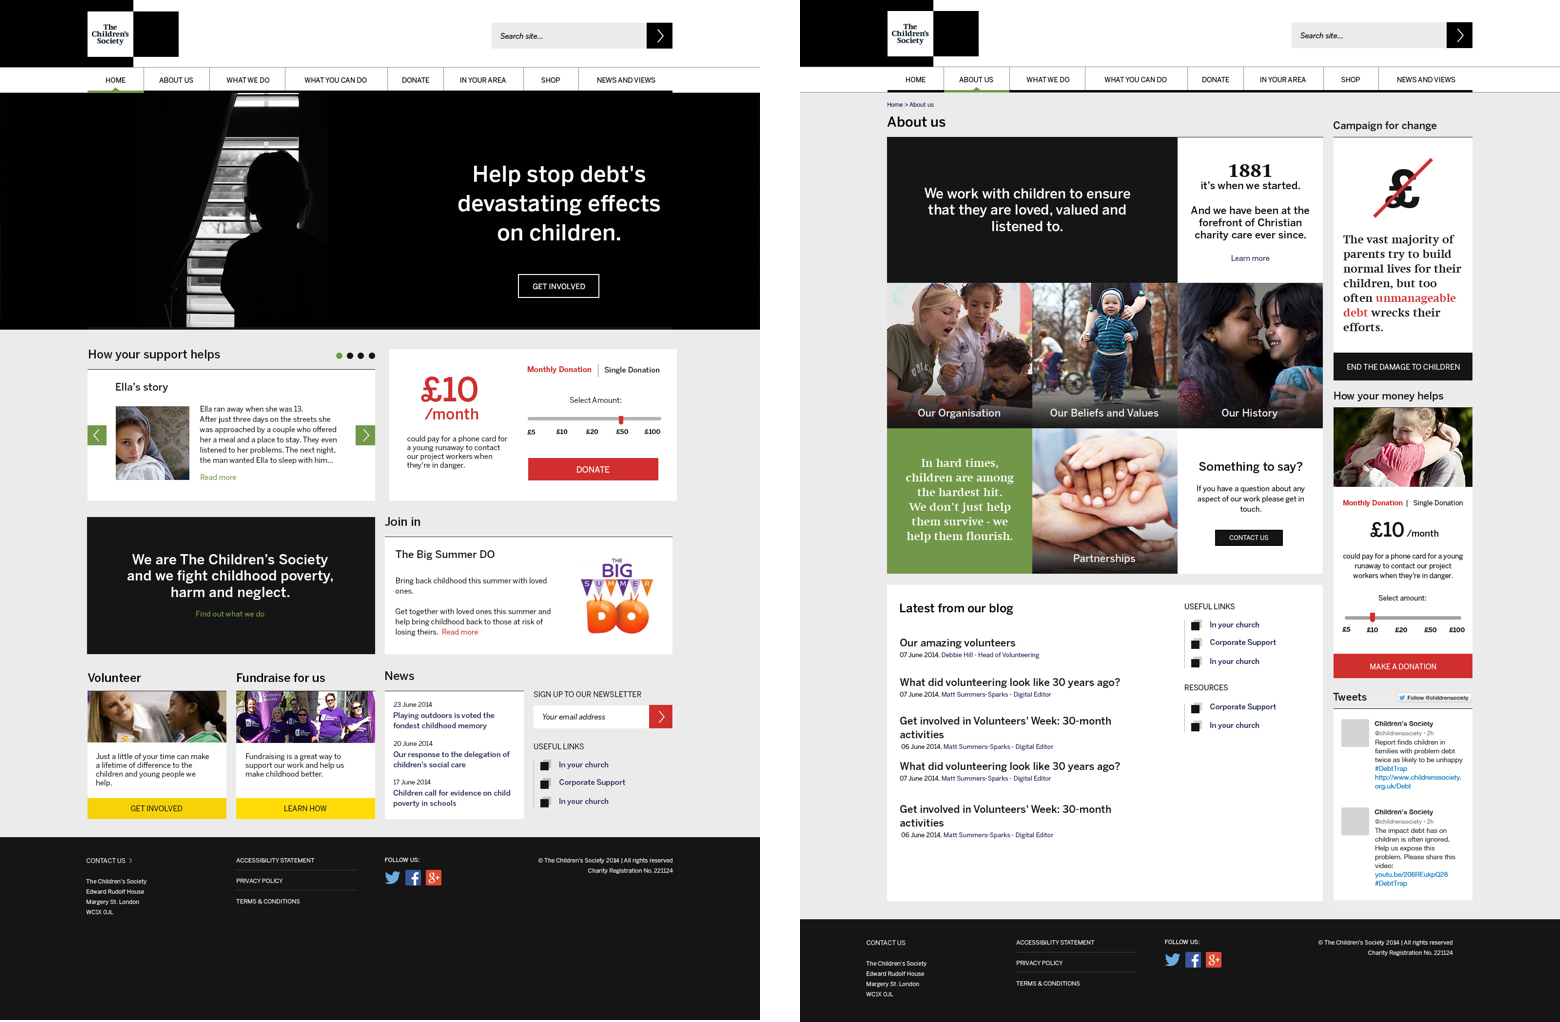 The
Children's
Society
Search site...
HOME
ABOUT US
WHAT WE DO
WHAT YOU CAN DO
DONATE
IN YOUR AREA
SHOP
NEWS AND VIEWS
Help stop debt's
devastating effects
on children.
GET INVOLVED
How your support helps
Ella's story
Ella ran away when she was 13.
After just three days on the streets she
was approached by a couple who offered
her a meal and a place to stay. They even
listened to her problems. The next night,
the man wanted Ella to sleep with him...
Read more
£10
/month
could pay for a phone card for
a young runaway to contact
our project workers when
they're in danger.
Monthly Donation | Single Donation
Select Amount:
£5 £10 £20 £50 £100
DONATE
We are The Children's Society
and we fight childhood poverty,
harm and neglect.
Find out what we do
Join in
The Big Summer DO
Bring back childhood this summer with loved
ones.
Get together with loved ones this summer and
help bring childhood back to those at risk of
losing theirs. Read more
THE
BIG
SUMMER
DO
Volunteer
Just a little of your time can make
a lifetime of difference to the
children and young people we
help.
GET INVOLVED
Fundraise for us
Fundraising is a great way to
support our work and help us
make childhood better.
LEARN HOW
News
23 June 2014
Playing outdoors is voted the
fondest childhood memory
20 June 2014
Our response to the delegation of
children's social care
17 June 2014
Children call for evidence on child
poverty in schools
SIGN UP TO OUR NEWSLETTER
Your email address
USEFUL LINKS
In your church
Corporate Support
In your church
CONTACT US
The Children's Society
Edward Rudolf House
Margery St. London
WC1X OJL
ACCESSIBILITY STATEMENT
PRIVACY POLICY
TERMS & CONDITIONS
FOLLOW US:
© The Children's Society 2014 | All rights reserved
Charity Registration No. 221124
The
Children's
Society
Search site...
HOME
ABOUT US
WHAT WE DO
WHAT YOU CAN DO
DONATE
IN YOUR AREA
SHOP
NEWS AND VIEWS
Home > About us
About us
We work with children to ensure
that they are loved, valued and
listened to.
1881
it's when we started.
And we have been at the
forefront of Christian
charity care ever since.
Learn more
Our Organisation
Our Beliefs and Values
Our History
In hard times,
children are among
the hardest hit.
We don't just help
them survive - we
help them flourish.
Partnerships
Something to say?
If you have a question about any
aspect of our work please get in
touch.
CONTACT US
Latest from our blog
Our amazing volunteers
07 June 2014, Debbie Hill - Head of Volunteering
What did volunteering look like 30 years ago?
07 June 2014, Matt Summers-Sparks - Digital Editor
Get involved in Volunteers' Week: 30-month
activities
06 June 2014, Matt Summers-Sparks - Digital Editor
What did volunteering look like 30 years ago?
07 June 2014, Matt Summers-Sparks - Digital Editor
Get involved in Volunteers' Week: 30-month
activities
06 June 2014, Matt Summers-Sparks - Digital Editor
USEFUL LINKS
In your church
Corporate Support
In your church
RESOURCES
Corporate Support
In your church
Campaign for change
£
The vast majority of
parents try to build
normal lives for their
children, but too
often unmanageable
debt wrecks their
efforts.
END THE DAMAGE TO CHILDREN
How your money helps
Monthly Donation | Single Donation
£10 /month
could pay for a phone card for a young
runaway to contact our project
workers when they're in danger.
Select amount:
£5 £10 £20 £50 £100
MAKE A DONATION
Tweets
Follow @childrensociety
Children's Society
@childrensociety · 2h
Report finds children in
families with problem debt
twice as likely to be unhappy
#DebtTrap
http://www.childrenssociety.
org.uk/Debt
Children's Society
@childrensociety · 2h
The impact debt has on
children is often ignored.
Help us expose this
problem. Please share this
video:
youtu.be/206REukpQ28
#DebtTrap
CONTACT US
The Children's Society
Edward Rudolf House
Margery St. London
WC1X OJL
ACCESSIBILITY STATEMENT
PRIVACY POLICY
TERMS & CONDITIONS
FOLLOW US:
© The Children's Society 2014 | All rights reserved
Charity Registration No. 221124